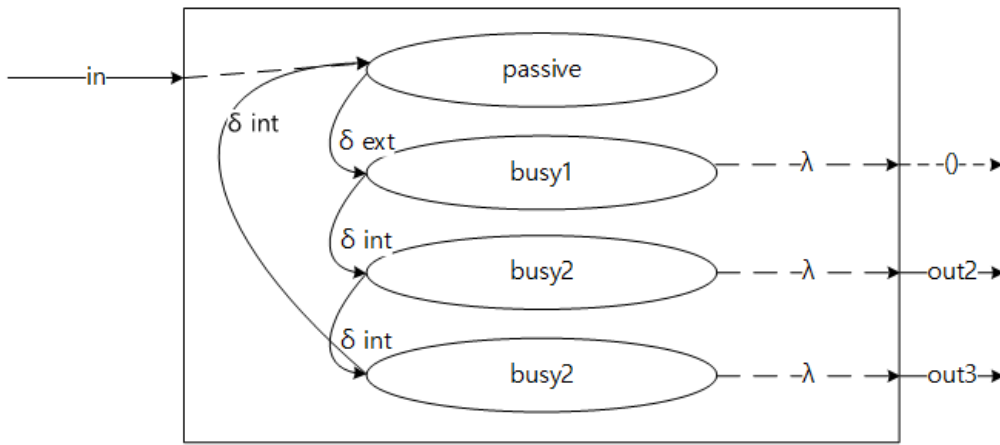 passive
in
δ int
δ ext
busy1
λ
()
δ int
busy2
λ
out2
δ int
busy2
λ
out3